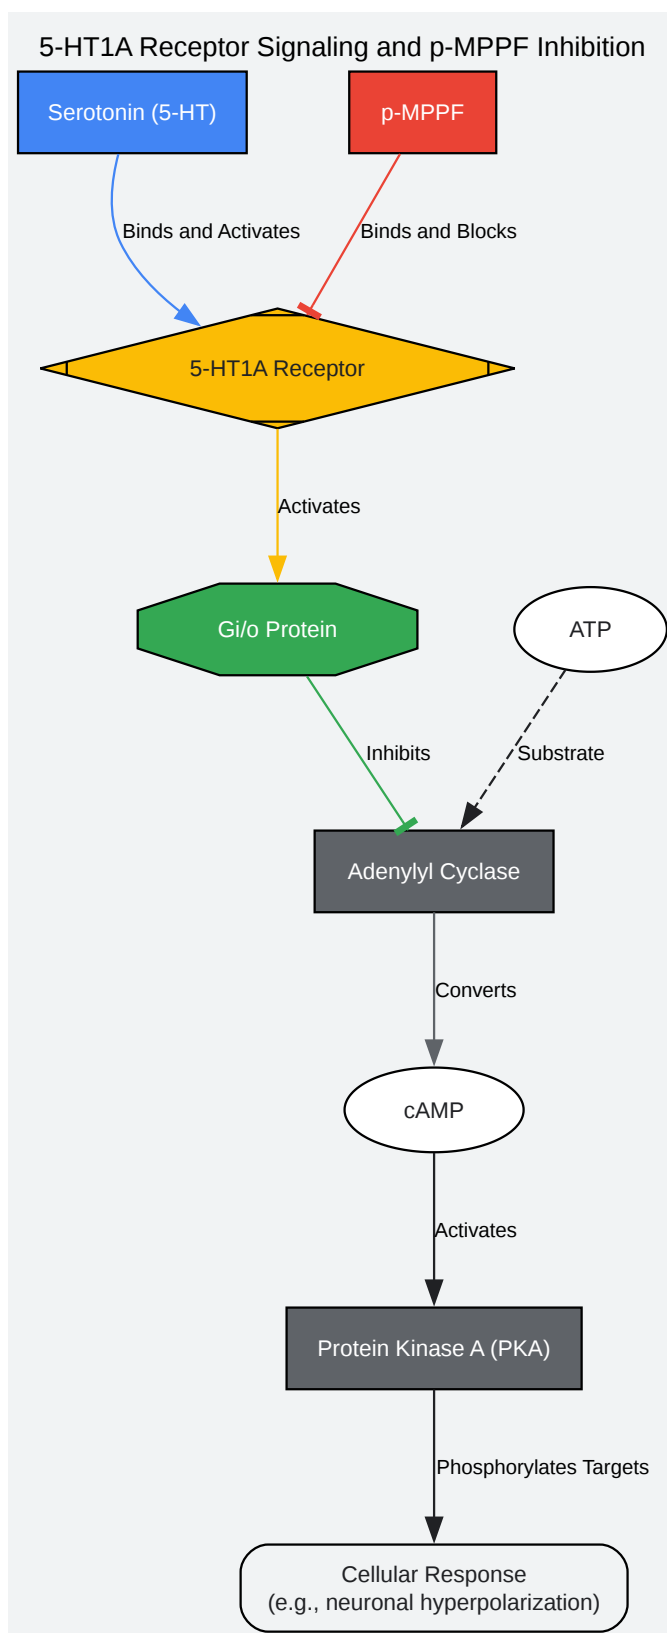 5-HT1A Receptor Signaling and p-MPPF Inhibition
Serotonin (5-HT)
p-MPPF
Binds and Activates
Binds and Blocks
5-HT1A Receptor
Activates
Gi/o Protein
ATP
Inhibits
Substrate
Adenylyl Cyclase
Converts
cAMP
Activates
Protein Kinase A (PKA)
Phosphorylates Targets
Cellular Response
(e.g., neuronal hyperpolarization)